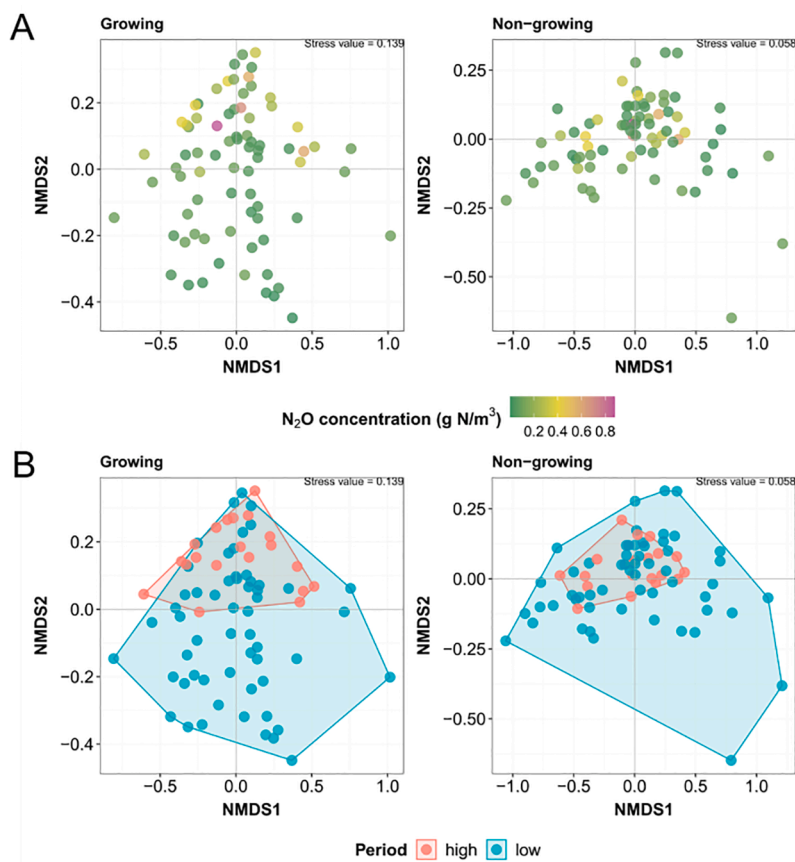 A
Growing
Stress value = 0.139
0.2
0.0
−0.2
−0.4
NMDS2
−0.5 0.0 0.5 1.0
NMDS1
Non−growing
Stress value = 0.058
0.25
0.00
−0.25
−0.50
NMDS2
−1.0 −0.5 0.0 0.5 1.0
NMDS1
N₂O concentration (g N/m³)
0.2 0.4 0.6 0.8
B
Growing
Stress value = 0.139
0.2
0.0
−0.2
−0.4
NMDS2
−0.5 0.0 0.5 1.0
NMDS1
Non−growing
Stress value = 0.058
0.25
0.00
−0.25
−0.50
NMDS2
−1.0 −0.5 0.0 0.5 1.0
NMDS1
Period high low